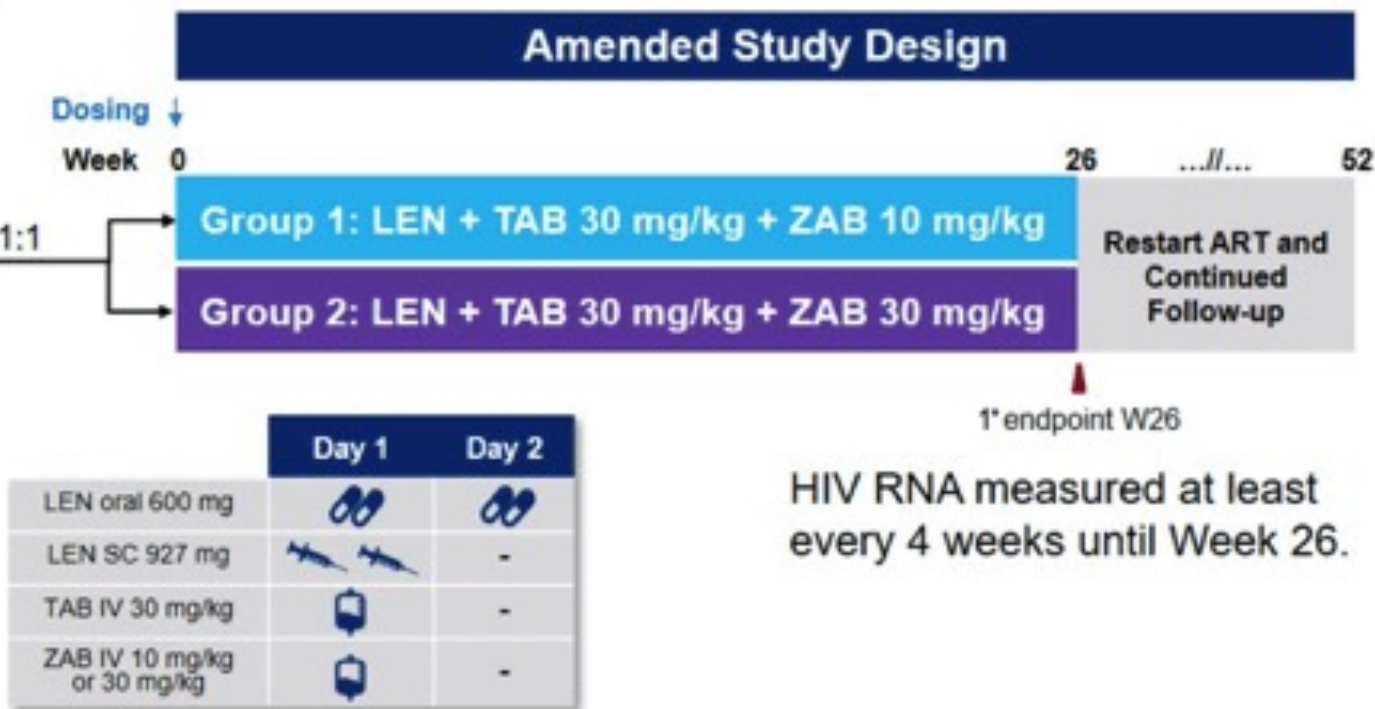 Amended Study Design
Dosing
Week 0 26 ...//... 52
1:1
Group 1: LEN + TAB 30 mg/kg + ZAB 10 mg/kg
Group 2: LEN + TAB 30 mg/kg + ZAB 30 mg/kg
Restart ART and
Continued
Follow-up
1° endpoint W26
Day 1 Day 2
LEN oral 600 mg
LEN SC 927 mg -
TAB IV 30 mg/kg -
ZAB IV 10 mg/kg
or 30 mg/kg -
HIV RNA measured at least
every 4 weeks until Week 26.